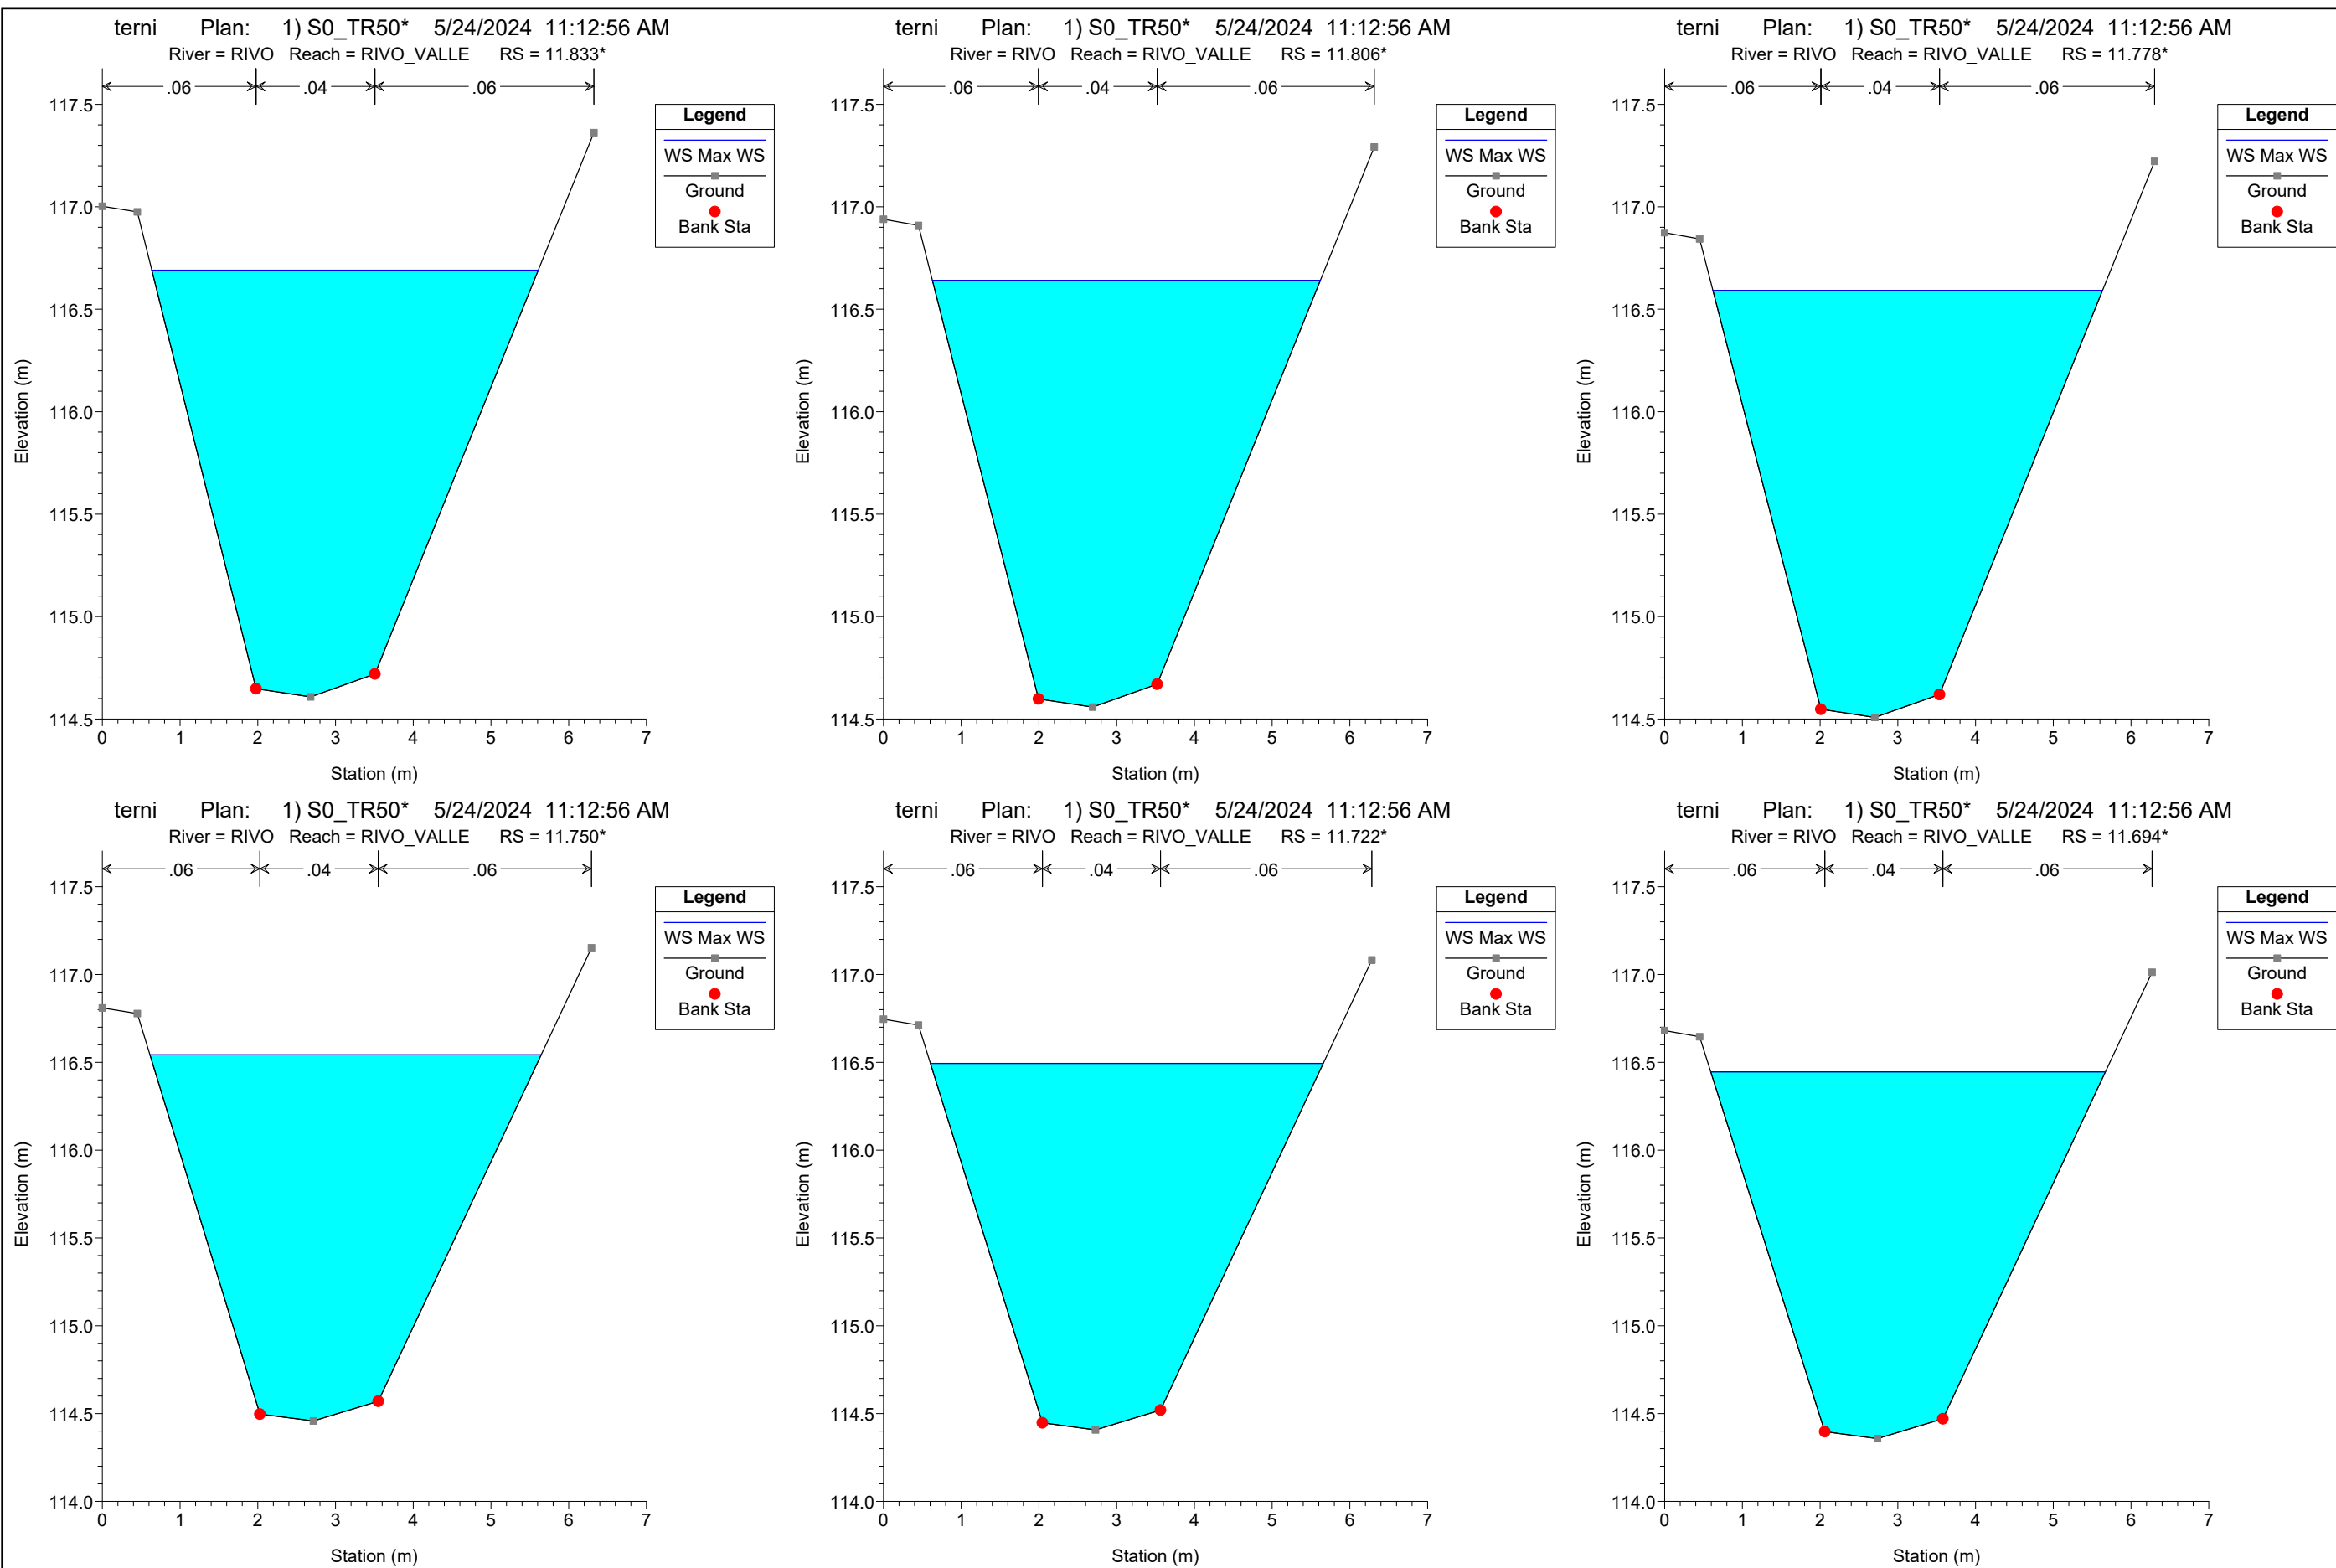 terni Plan: 1) S0_TR50* 5/24/2024 11:12:56 AM
River = RIVO Reach = RIVO_VALLE RS = 11.833*
.06 .04 .06
117.5
117.0
116.5
116.0
115.5
115.0
114.5
0 1 2 3 4 5 6 7
Station (m)
Elevation (m)
Legend
WS Max WS
Ground
Bank Sta
terni Plan: 1) S0_TR50* 5/24/2024 11:12:56 AM
River = RIVO Reach = RIVO_VALLE RS = 11.806*
.06 .04 .06
117.5
117.0
116.5
116.0
115.5
115.0
114.5
0 1 2 3 4 5 6 7
Station (m)
Elevation (m)
Legend
WS Max WS
Ground
Bank Sta
terni Plan: 1) S0_TR50* 5/24/2024 11:12:56 AM
River = RIVO Reach = RIVO_VALLE RS = 11.778*
.06 .04 .06
117.5
117.0
116.5
116.0
115.5
115.0
114.5
0 1 2 3 4 5 6 7
Station (m)
Elevation (m)
Legend
WS Max WS
Ground
Bank Sta
terni Plan: 1) S0_TR50* 5/24/2024 11:12:56 AM
River = RIVO Reach = RIVO_VALLE RS = 11.750*
.06 .04 .06
117.5
117.0
116.5
116.0
115.5
115.0
114.5
114.0
0 1 2 3 4 5 6 7
Station (m)
Elevation (m)
Legend
WS Max WS
Ground
Bank Sta
terni Plan: 1) S0_TR50* 5/24/2024 11:12:56 AM
River = RIVO Reach = RIVO_VALLE RS = 11.722*
.06 .04 .06
117.5
117.0
116.5
116.0
115.5
115.0
114.5
114.0
0 1 2 3 4 5 6 7
Station (m)
Elevation (m)
Legend
WS Max WS
Ground
Bank Sta
terni Plan: 1) S0_TR50* 5/24/2024 11:12:56 AM
River = RIVO Reach = RIVO_VALLE RS = 11.694*
.06 .04 .06
117.5
117.0
116.5
116.0
115.5
115.0
114.5
114.0
0 1 2 3 4 5 6 7
Station (m)
Elevation (m)
Legend
WS Max WS
Ground
Bank Sta